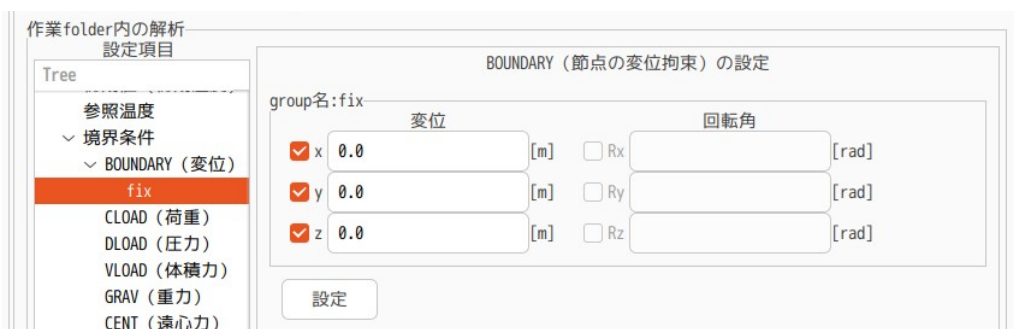 作業folder内の解析
設定項目
Tree
参照温度
境界条件
BOUNDARY (変位)
fix
CLOAD (荷重)
DLOAD (圧力)
VLOAD (体積力)
GRAV (重力)
CENT (遠心力)
BOUNDARY (節点の変位拘束) の設定
group名:fix
変位 回転角
x 0.0 [m] Rx [rad]
y 0.0 [m] Ry [rad]
z 0.0 [m] Rz [rad]
設定